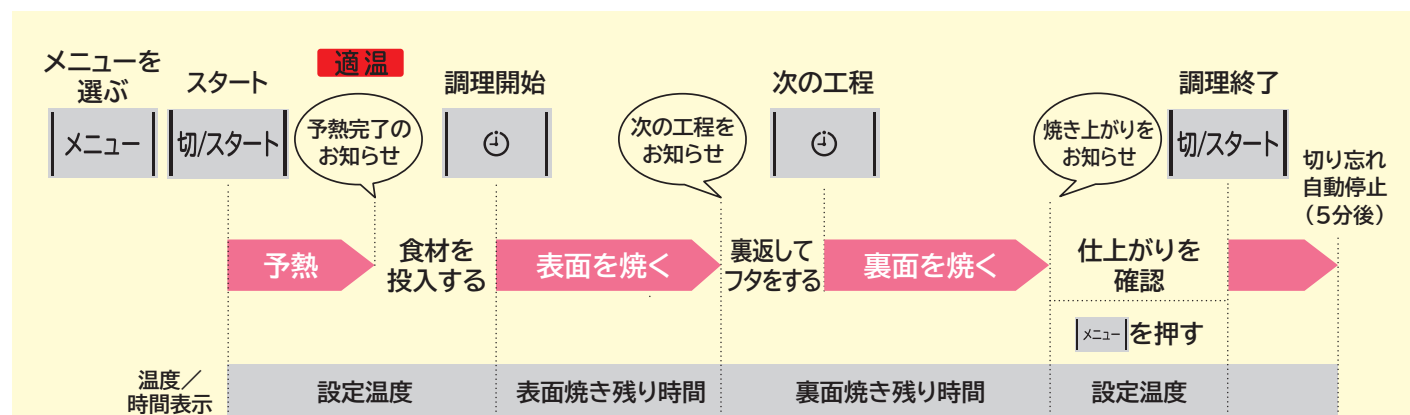 メニューを
選ぶ
メニュー
スタート
切/スタート
適温
予熱完了の
お知らせ
調理開始
次の工程を
お知らせ
次の工程
焼き上がりを
お知らせ
調理終了
切/スタート
切り忘れ
自動停止
(5分後)
予熱
食材を
投入する
表面を焼く
裏返して
フタをする
裏面を焼く
仕上がりを
確認
メニューを押す
温度/
時間表示
設定温度
表面焼き残り時間
裏面焼き残り時間
設定温度